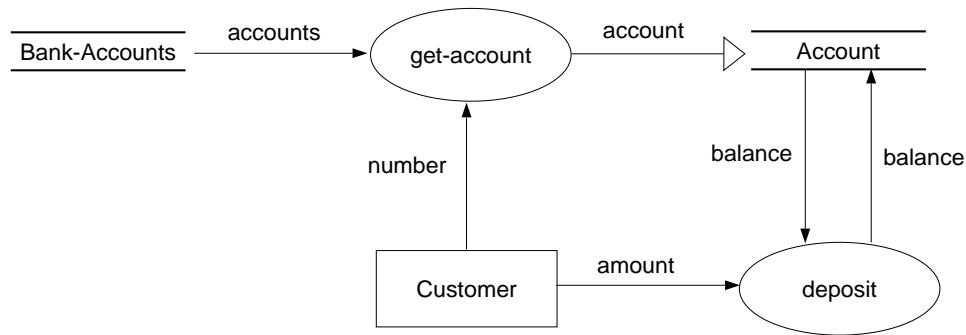 accounts
account
Bank-Accounts
get-account
Account
number
balance
balance
Customer
amount
deposit